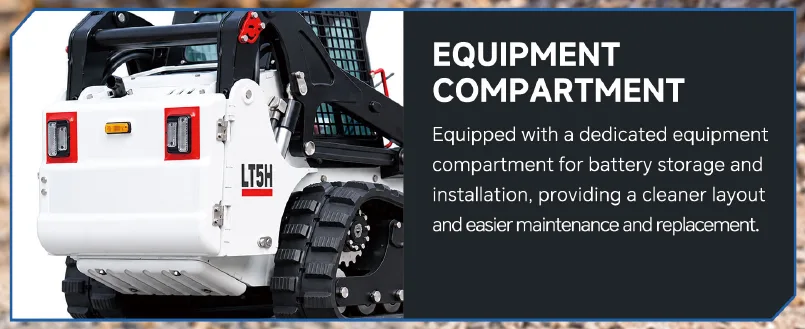 EQUIPMENT
COMPARTMENT
Equipped with a dedicated equipment
compartment for battery storage and
installation, providing a cleaner layout
and easier maintenance and replacement.
LT5H